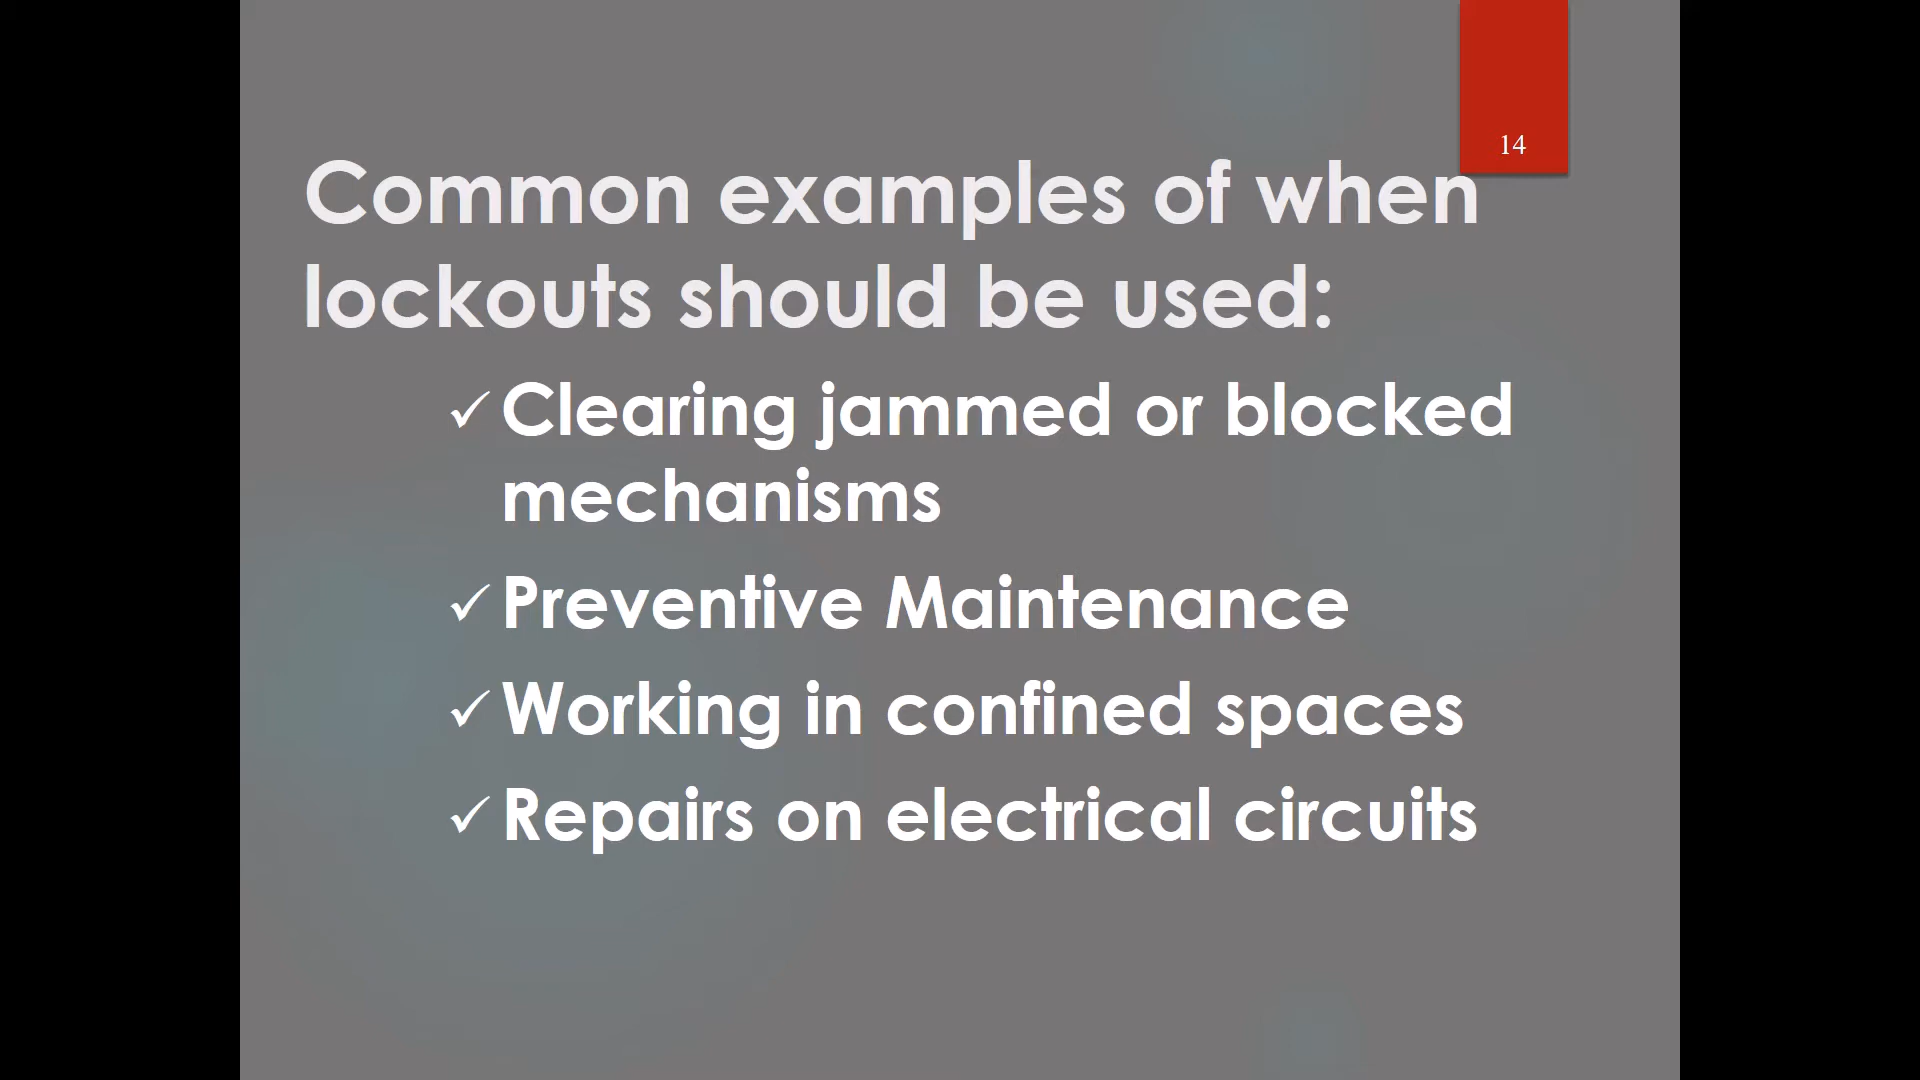 14
Common examples of when
lockouts should be used:
✓ Clearing jammed or blocked
mechanisms
✓ Preventive Maintenance
✓ Working in confined spaces
✓ Repairs on electrical circuits